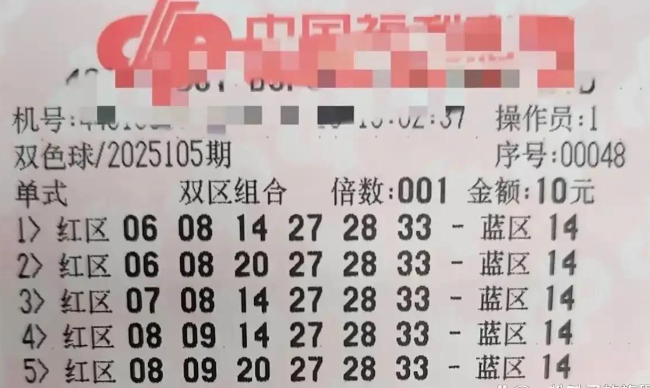 中国福利
机号:
02:37 操作员:1
双色球/2025105期 序号:00048
单式 双区组合 倍数:001 金额:10元
1> 红区 06 08 14 27 28 33 - 蓝区 14
2> 红区 06 08 20 27 28 33 - 蓝区 14
3> 红区 07 08 14 27 28 33 - 蓝区 14
4> 红区 08 09 14 27 28 33 - 蓝区 14
5> 红区 08 09 20 27 28 33 - 蓝区 14